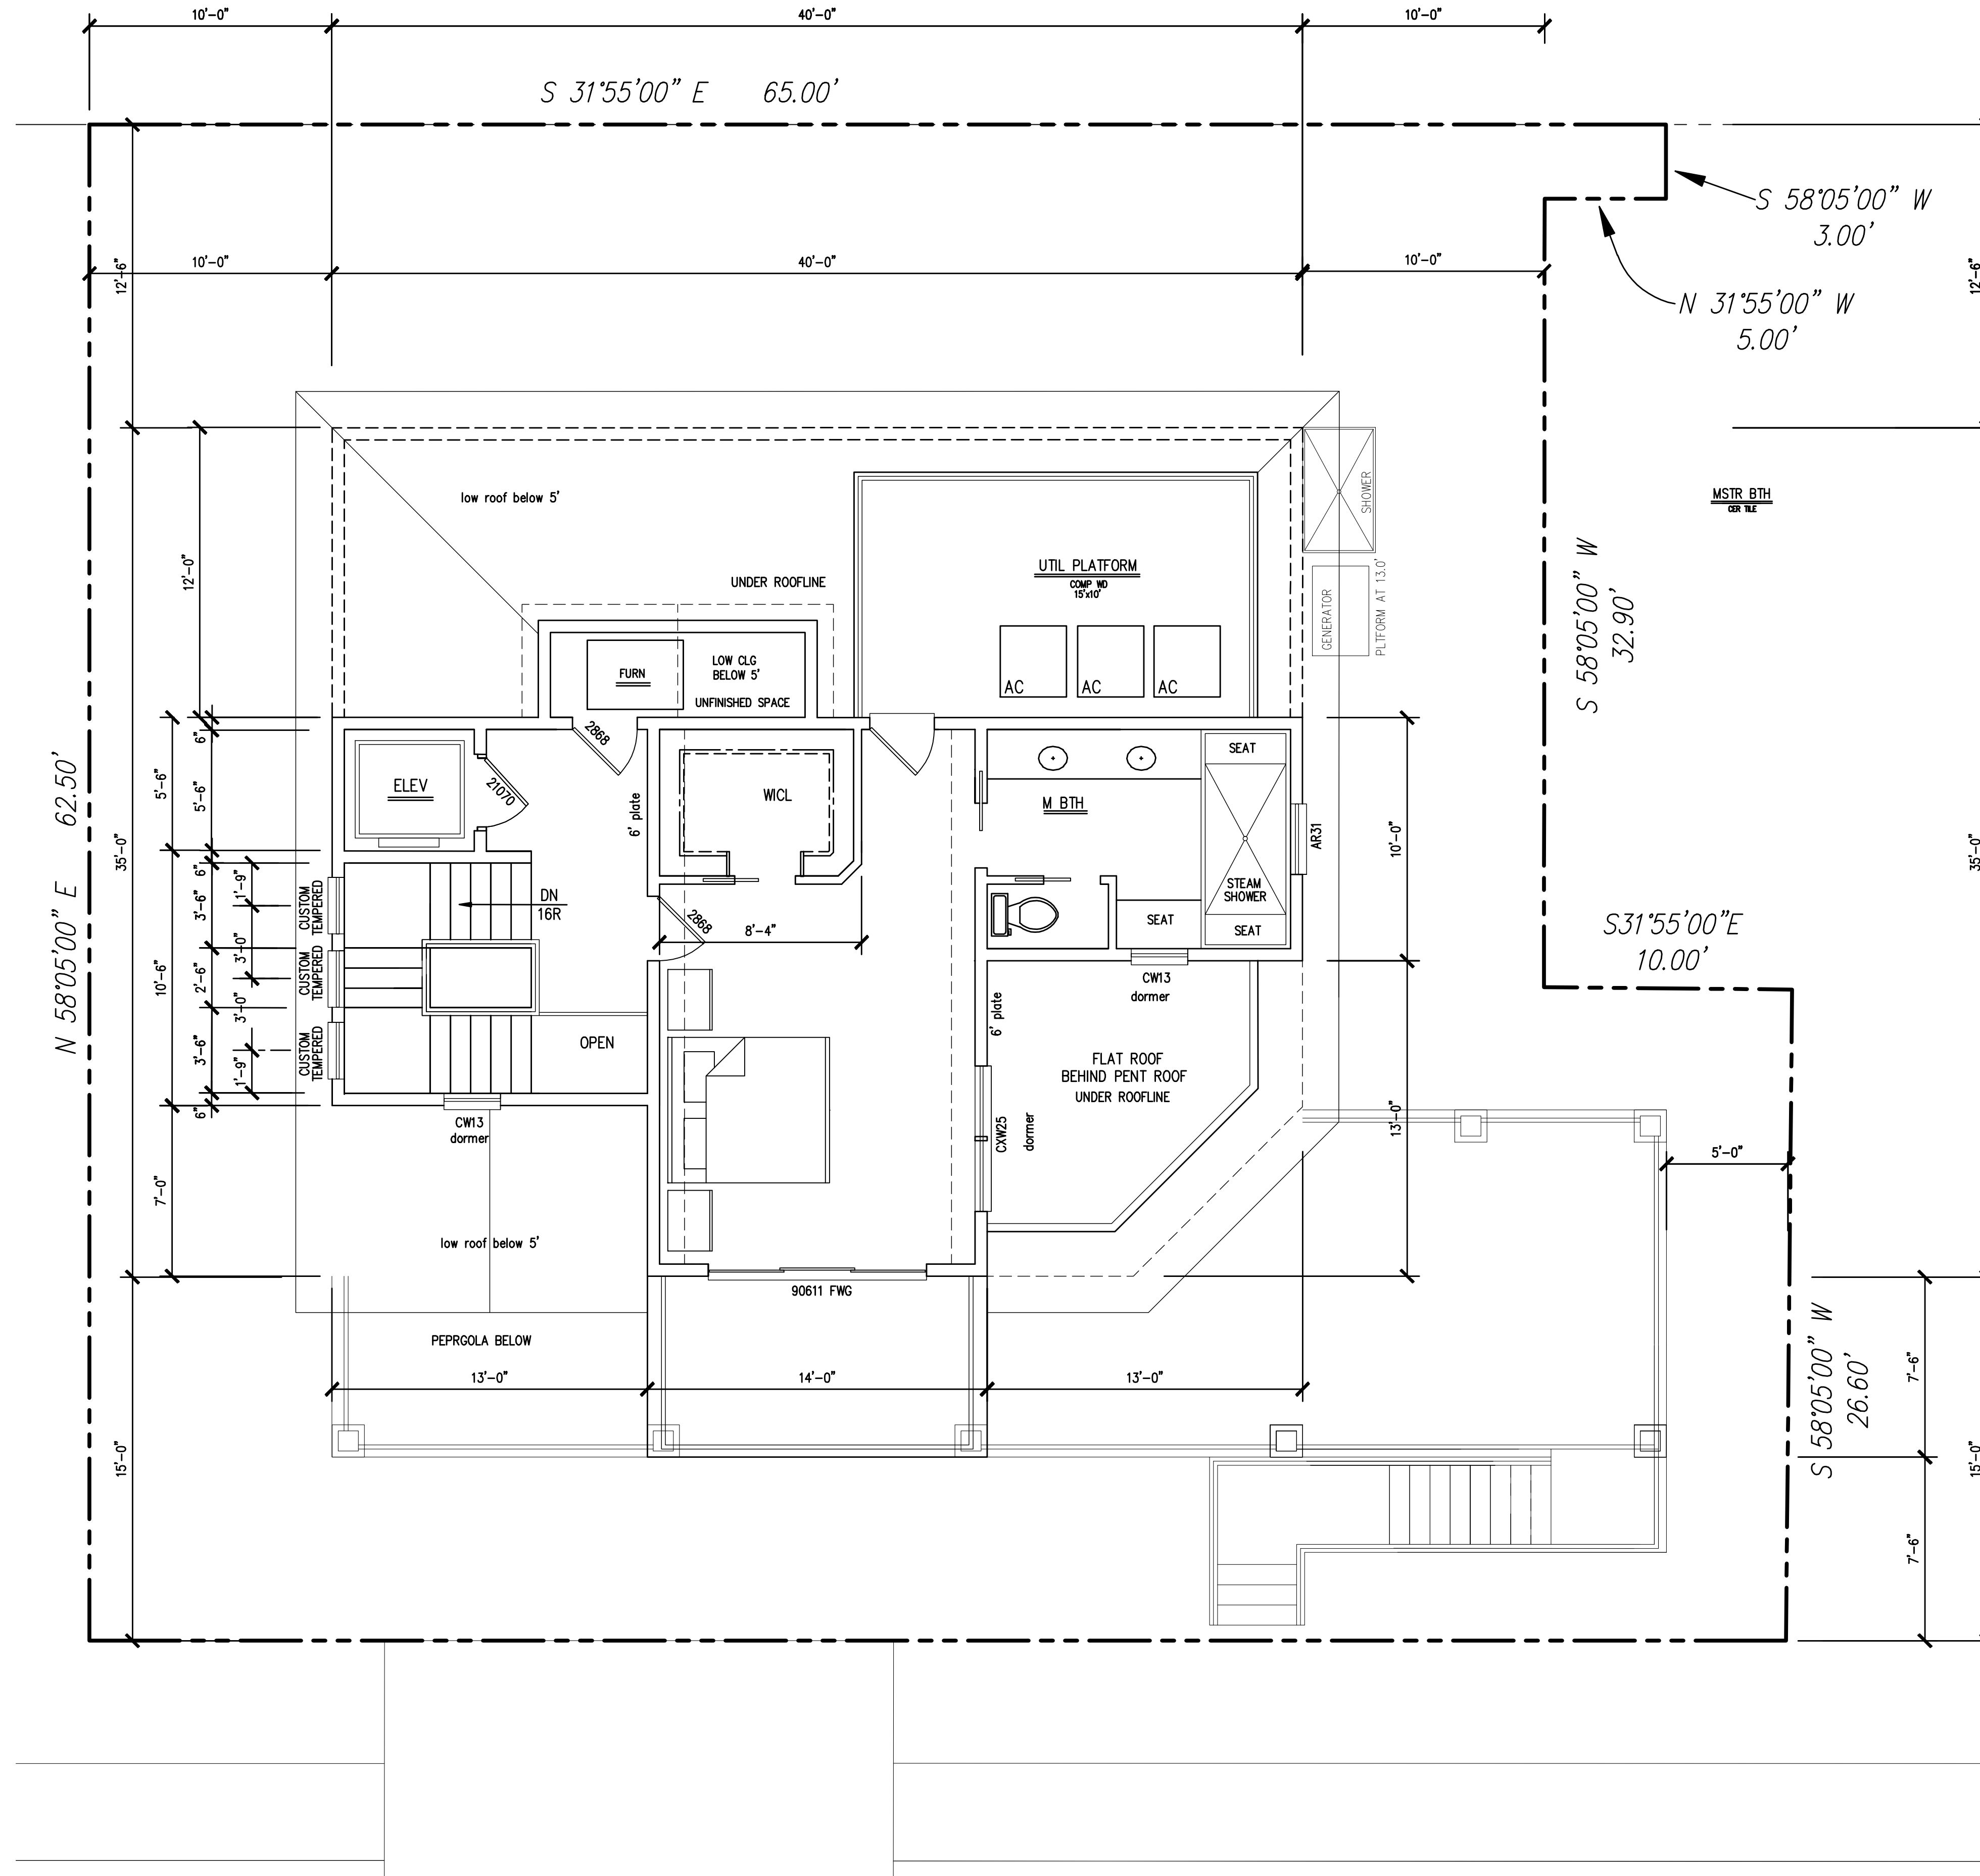 10'-0"
40'-0"
10'-0"
S 31°55'00" E 65.00'
S 58°05'00" W
3.00'
10'-0"
40'-0"
10'-0"
12'-6"
12'-6"
N 31°55'00" W
5.00'
low roof below 5'
MSTR BTH
CER TILE
SHOWER
UTIL PLATFORM
COMP WD
15'x10'
UNDER ROOFLINE
12'-0"
GENERATOR
PLTFORM AT 13.0'
S 58°05'00" W
32.90'
FURN
LOW CLG
BELOW 5'
UNFINISHED SPACE
AC
AC
AC
2868
6"
5'-6"
5'-6"
ELEV
21070
6' plate
WICL
SEAT
M BTH
AR31
10'-0"
N 58°05'00" E 62.50'
35'-0"
35'-0"
6"
1'-9"
3'-6"
CUSTOM
TEMPERED
DN
16R
2868
8'-4"
STEAM
SHOWER
SEAT
SEAT
S31°55'00"E
10.00'
10'-6"
3'-0"
2'-6"
3'-0"
CUSTOM
TEMPERED
CW13
dormer
6' plate
3'-6"
1'-9"
CUSTOM
TEMPERED
OPEN
FLAT ROOF
BEHIND PENT ROOF
UNDER ROOFLINE
6"
CW13
dormer
CXW25
dormer
13'-0"
5'-0"
7'-0"
low roof below 5'
90611 FWG
PEPRGOLA BELOW
13'-0"
14'-0"
13'-0"
S 58°05'00" W
26.60'
7'-6"
15'-0"
15'-0"
7'-6"